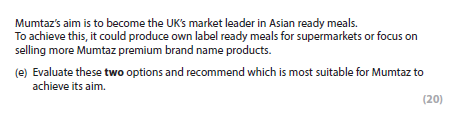 Mumtaz's aim is to become the UK's market leader in Asian ready meals.
To achieve this, it could produce own label ready meals for supermarkets or focus on
selling more Mumtaz premium brand name products.
(e) Evaluate these two options and recommend which is most suitable for Mumtaz to
achieve its aim.
(20)